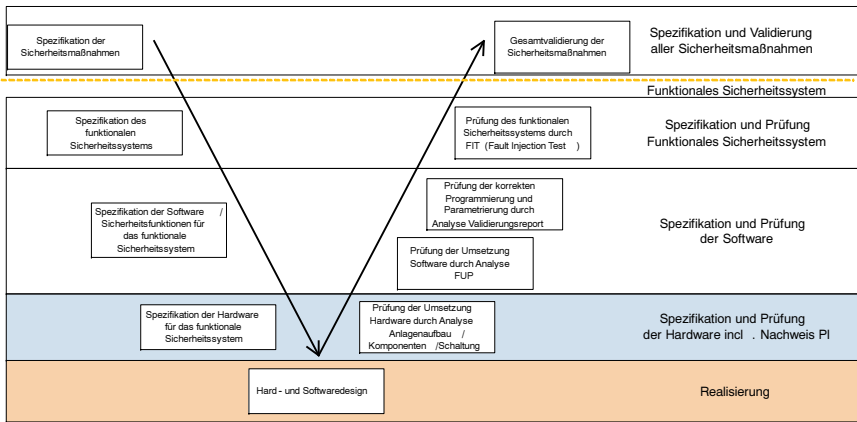 Spezifikation der
Sicherheitsmaßnahmen
Gesamtvalidierung der
Sicherheitsmaßnahmen
Spezifikation und Validierung
aller Sicherheitsmaßnahmen
Funktionales Sicherheitssystem
Spezifikation des
funktionalen
Sicherheitssystems
Prüfung des funktionalen
Sicherheitssystems durch
FIT (Fault Injection Test )
Spezifikation und Prüfung
Funktionales Sicherheitssystem
Spezifikation der Software /
Sicherheitsfunktionen für
das funktionale
Sicherheitssystem
Prüfung der korrekten
Programmierung und
Parametrierung durch
Analyse Validierungsreport
Prüfung der Umsetzung
Software durch Analyse
FUP
Spezifikation und Prüfung
der Software
Spezifikation der Hardware
für das funktionale
Sicherheitssystem
Prüfung der Umsetzung
Hardware durch Analyse
Anlagenaufbau /
Komponenten /Schaltung
Spezifikation und Prüfung
der Hardware incl . Nachweis Pl
Hard - und Softwaredesign
Realisierung